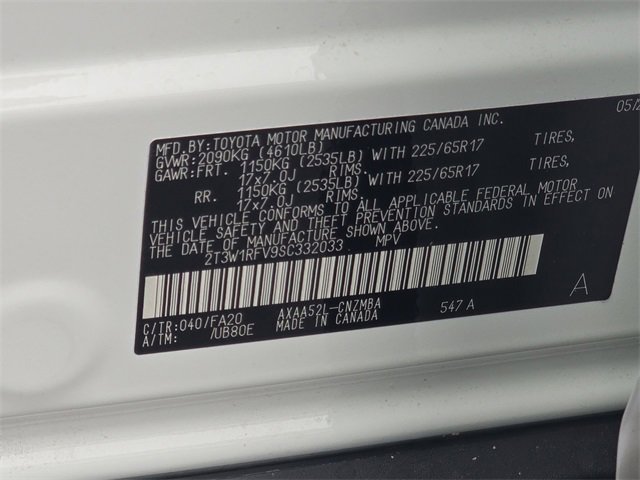 05/2
MFD.BY:TOYOTA MOTOR MANUFACTURING CANADA INC.
GVWR:2090KG (4610LB)
GAWR:FRT. 1150KG (2535LB) WITH 225/65R17 TIRES,
17x7.0J RIMS.
RR. 1150KG (2535LB) WITH 225/65R17 TIRES,
17x7.0J RIMS.
THIS VEHICLE CONFORMS TO ALL APPLICABLE FEDERAL MOTOR
VEHICLE SAFETY AND THEFT PREVENTION STANDARDS IN EFFECT ON
THE DATE OF MANUFACTURE SHOWN ABOVE.
2T3W1RFV9SC332033 MPV
C/TR:040/FA20 AXAA52L-CNZMBA 547A A
A/TM: /UB80E MADE IN CANADA